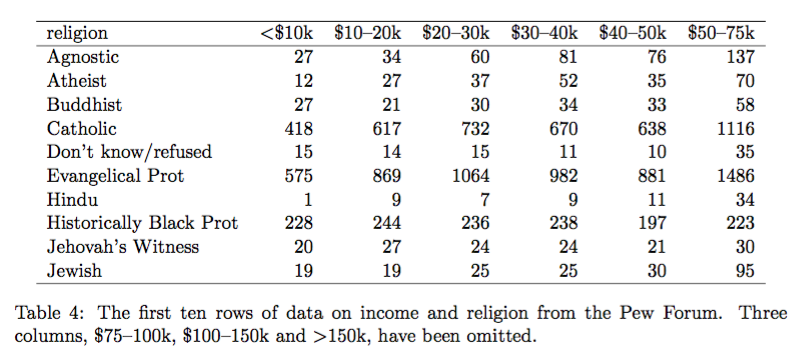 religion <$10k $10–20k $20–30k $30–40k $40–50k $50–75k
Agnostic 27 34 60 81 76 137
Atheist 12 27 37 52 35 70
Buddhist 27 21 30 34 33 58
Catholic 418 617 732 670 638 1116
Don’t know/refused 15 14 15 11 10 35
Evangelical Prot 575 869 1064 982 881 1486
Hindu 1 9 7 9 11 34
Historically Black Prot 228 244 236 238 197 223
Jehovah’s Witness 20 27 24 24 21 30
Jewish 19 19 25 25 30 95
Table 4: The first ten rows of data on income and religion from the Pew Forum. Three
columns, $75–100k, $100–150k and >150k, have been omitted.